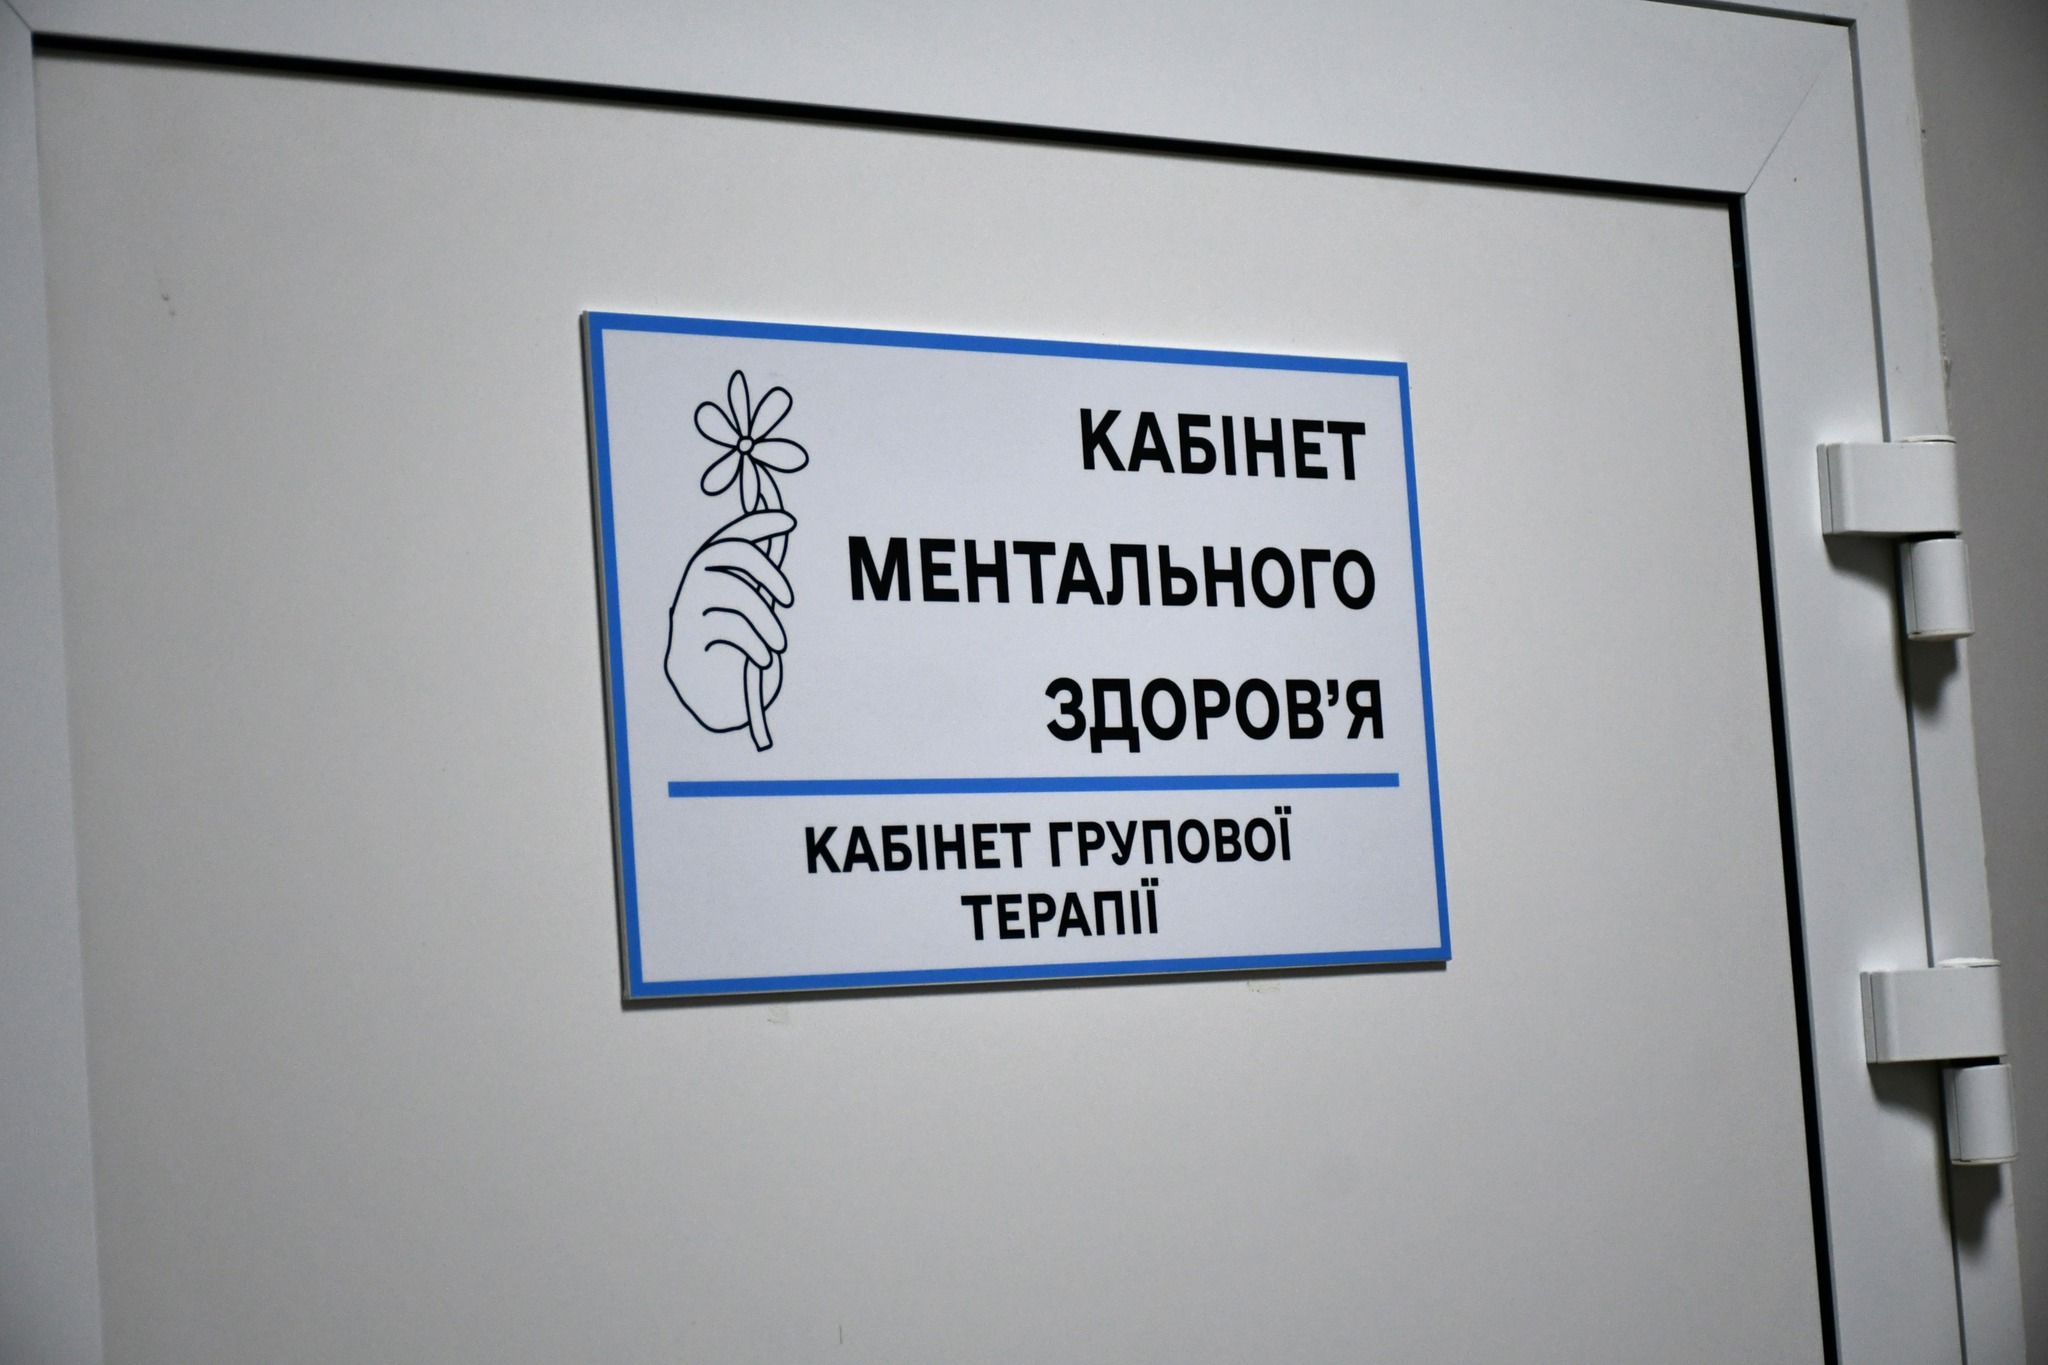 КАБІНЕТ
МЕНТАЛЬНОГО
ЗДОРОВ’Я
КАБІНЕТ ГРУПОВОЇ
ТЕРАПІЇ